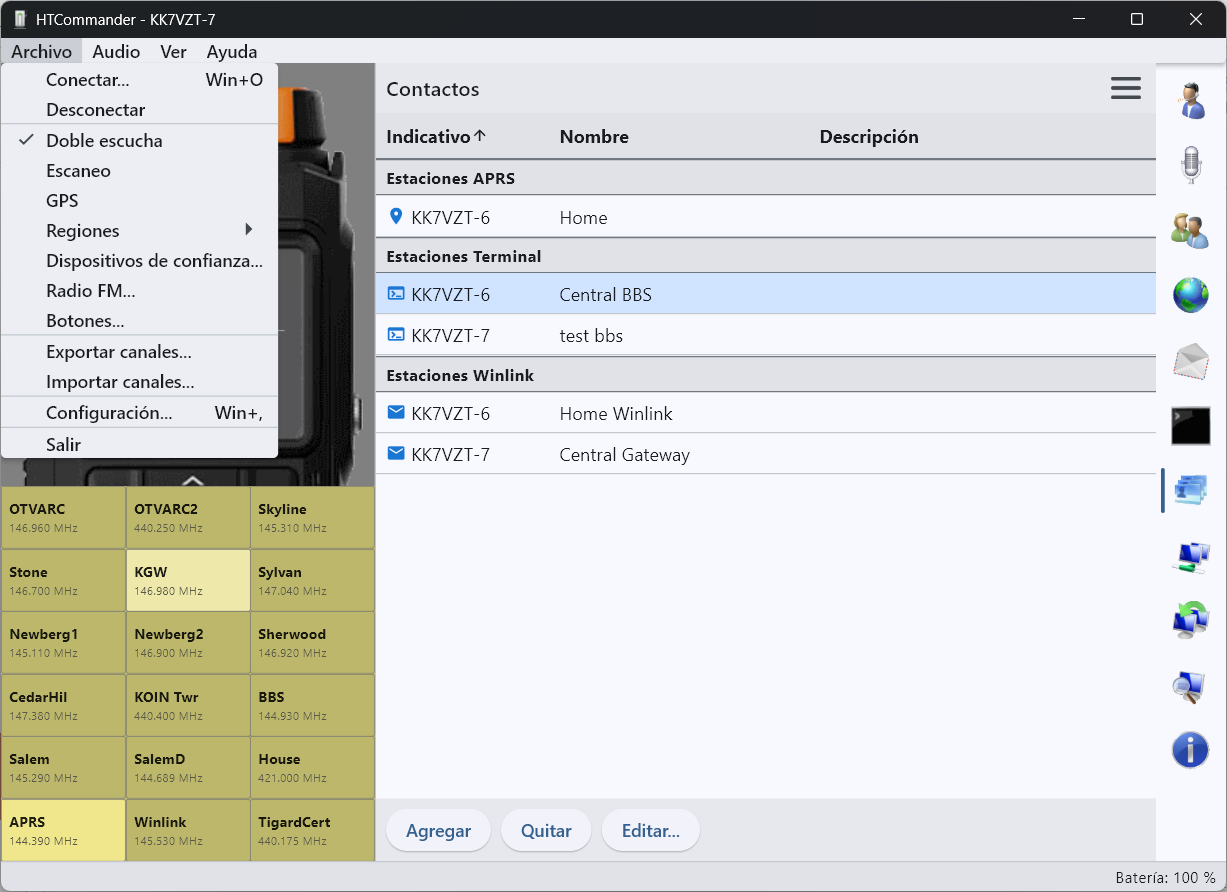 HTCommander - KK7VZT-7
Archivo Audio Ver Ayuda
Conectar... Win+O
Desconectar
Doble escucha
Escaneo
GPS
Regiones
Dispositivos de confianza...
Radio FM...
Botones...
Exportar canales...
Importar canales...
Configuración... Win+,
Salir
Contactos
Indicativo Nombre Descripción
Estaciones APRS
KK7VZT-6 Home
Estaciones Terminal
KK7VZT-6 Central BBS
KK7VZT-7 test bbs
Estaciones Winlink
KK7VZT-6 Home Winlink
KK7VZT-7 Central Gateway
OTVARC OTVARC2 Skyline
146.960 MHz 440.250 MHz 145.310 MHz
Stone KGW Sylvan
146.700 MHz 146.980 MHz 147.040 MHz
Newberg1 Newberg2 Sherwood
145.110 MHz 146.900 MHz 146.920 MHz
CedarHil KOIN Twr BBS
147.380 MHz 440.400 MHz 144.930 MHz
Salem SalemD House
145.290 MHz 144.689 MHz 421.000 MHz
APRS Winlink TigardCert
144.390 MHz 145.530 MHz 440.175 MHz
Agregar Quitar Editar...
Batería: 100 %